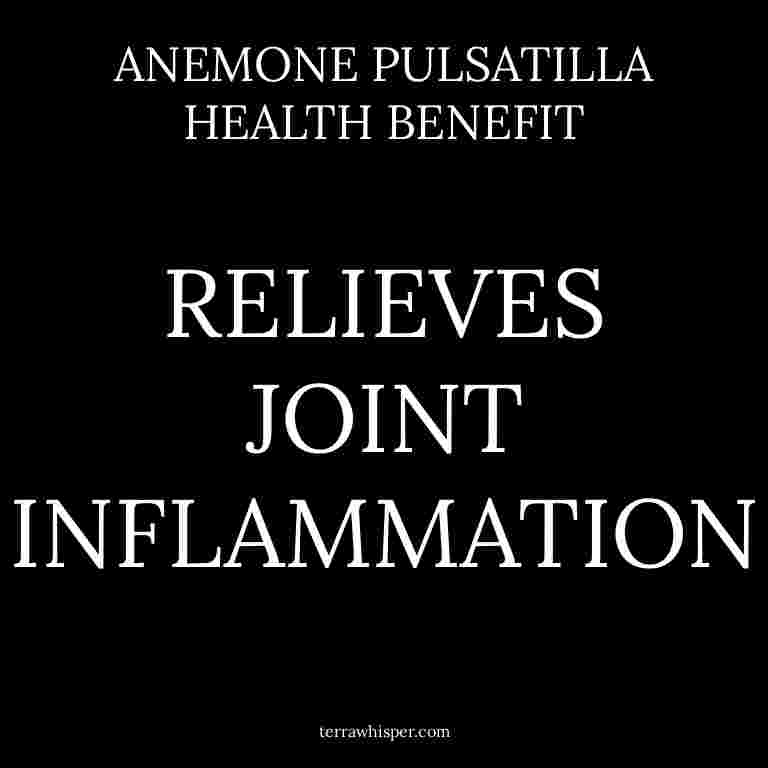 ANEMONE PULSATILLA
HEALTH BENEFIT
RELIEVES
JOINT
INFLAMMATION
terrawhisper.com